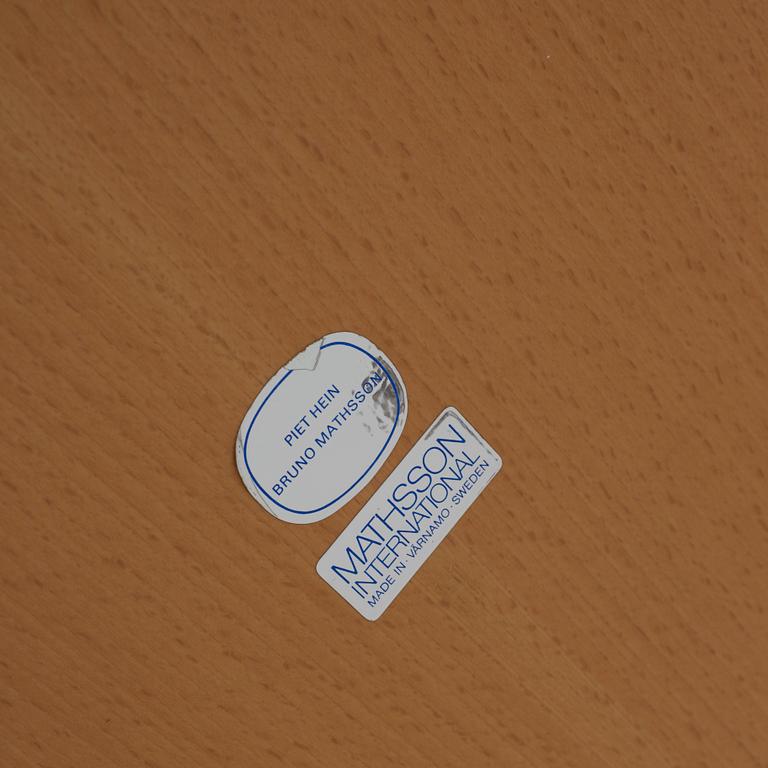 PIET HEIN
BRUNO MATHSSON
MATHSSON
INTERNATIONAL
MADE IN · VÄRNAMO · SWEDEN